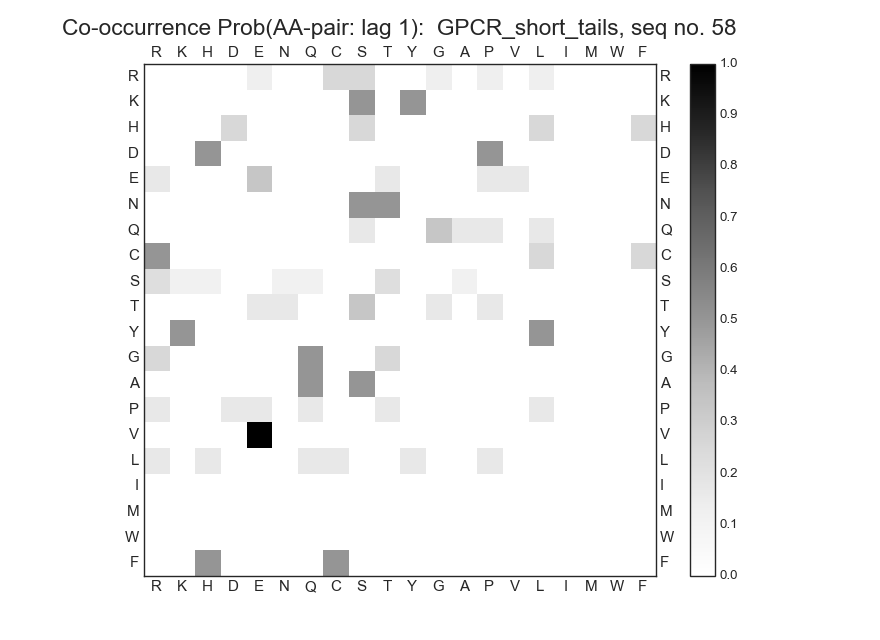 Co-occurrence Prob(AA-pair: lag 1):  GPCR_short_tails, seq no. 58
R K H D E N Q C S T Y G A P V L I M W F
R R 1.0
K K 0.9
H H 0.8
D D
E E 0.7
N N 0.6
Q Q
C C
S S 0.5
T T
Y Y 0.4
G G
A A 0.3
P P
V V 0.2
L L
I I 0.1
M M
W W
F F 0.0
R K H D E N Q C S T Y G A P V L I M W F